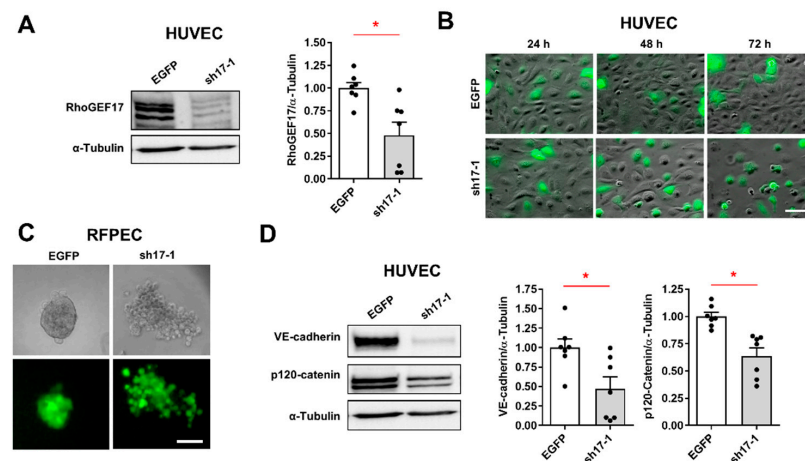 A
HUVEC
EGFP
sh17-1
RhoGEF17
α-Tubulin
*
RhoGEF17/α-Tubulin
1.25
1.00
0.75
0.50
0.25
0.00
EGFP
sh17-1
B
HUVEC
24 h
48 h
72 h
EGFP
sh17-1
C
RFPEC
EGFP
sh17-1
D
HUVEC
EGFP
sh17-1
VE-cadherin
p120-catenin
α-Tubulin
*
VE-cadherin/α-Tubulin
1.75
1.50
1.25
1.00
0.75
0.50
0.25
0.00
EGFP
sh17-1
*
p120-Catenin/α-Tubulin
1.25
1.00
0.75
0.50
0.25
0.00
EGFP
sh17-1